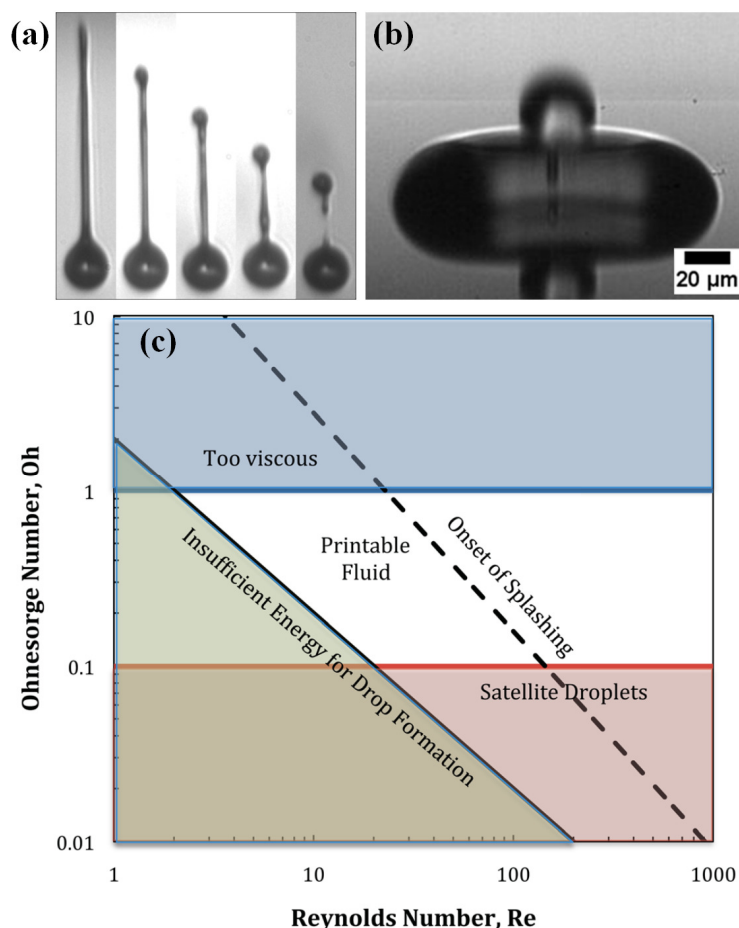 (a)
(b)
20 µm
(c)
10
1
0.1
0.01
Ohnesorge Number, Oh
Too viscous
Printable
Fluid
Onset of Splashing
Insufficient Energy for Drop Formation
Satellite Droplets
1
10
100
1000
Reynolds Number, Re